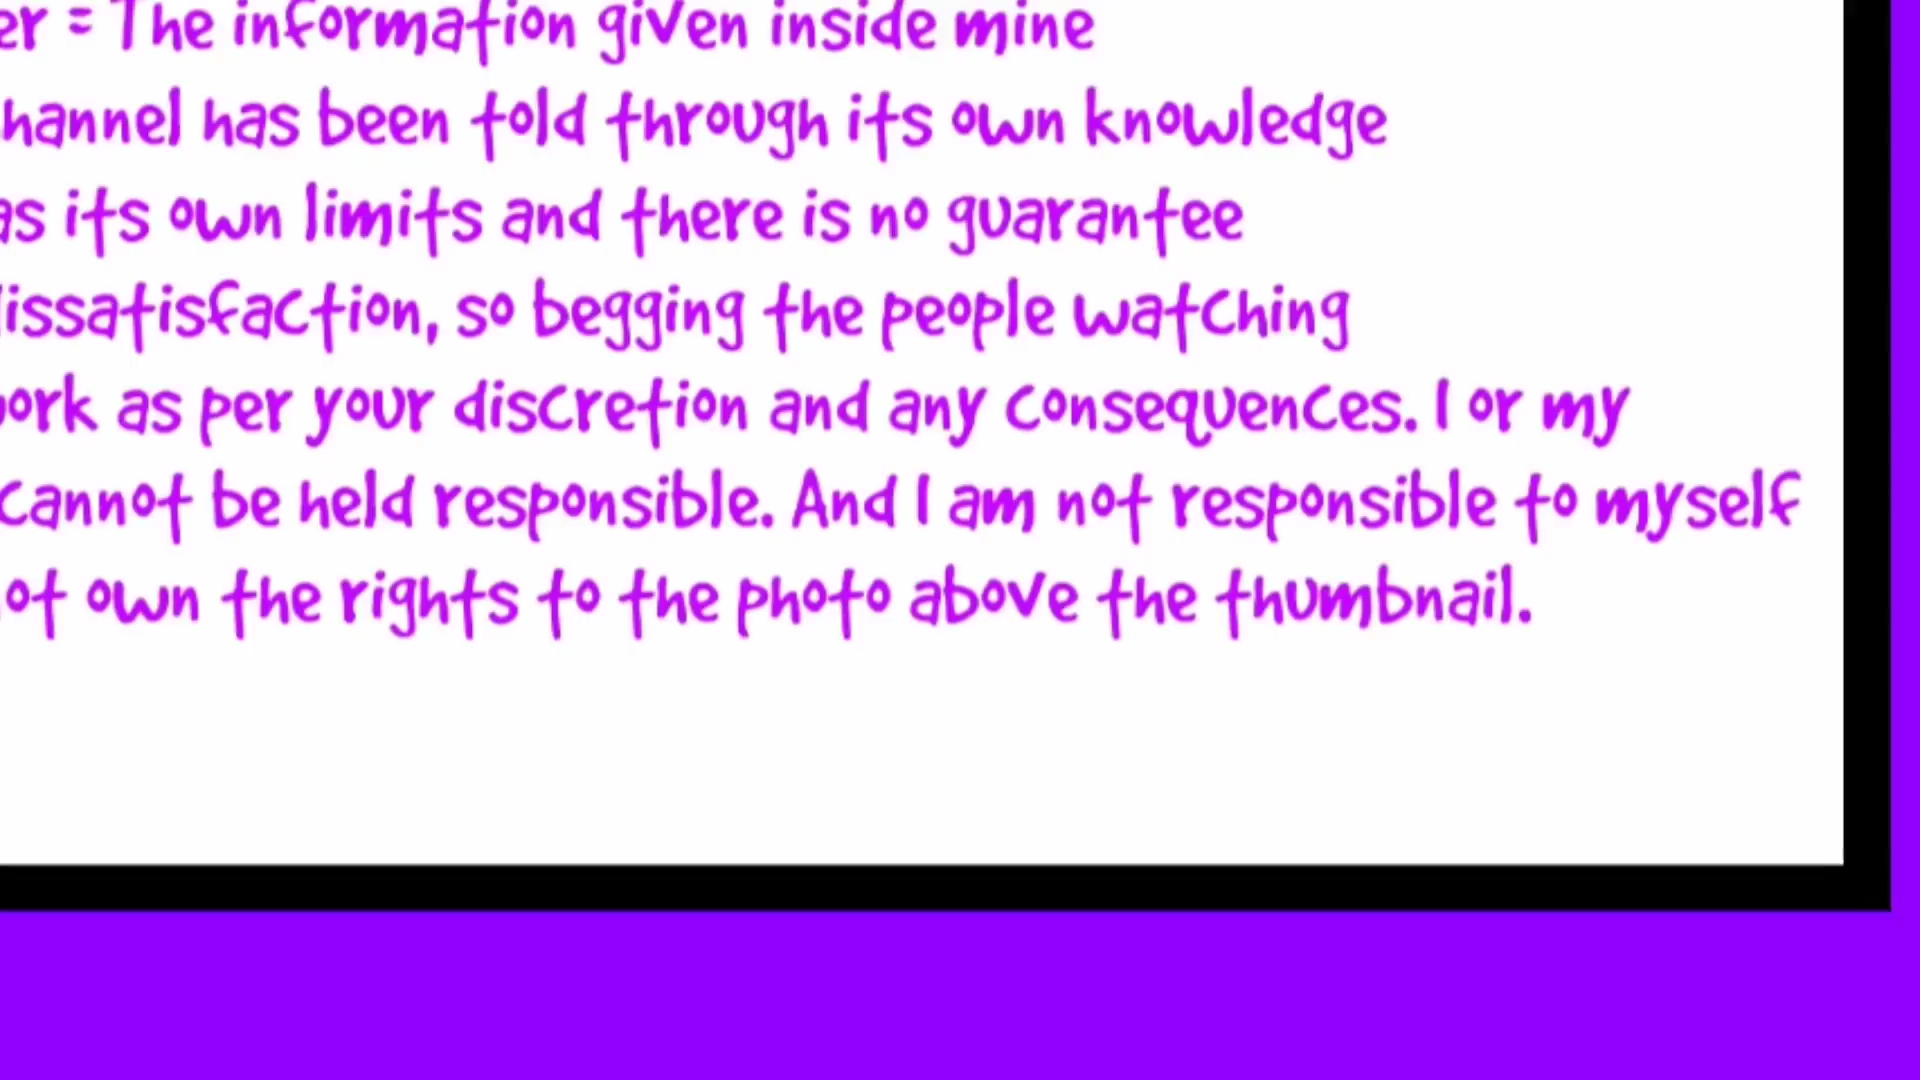 er = The information given inside mine
hannel has been told through its own knowledge
as its own limits and there is no guarantee
issatisfaction, so begging the people watching
ork as per your discretion and any consequences. I or my
cannot be held responsible. And I am not responsible to myself
ot own the rights to the photo above the thumbnail.